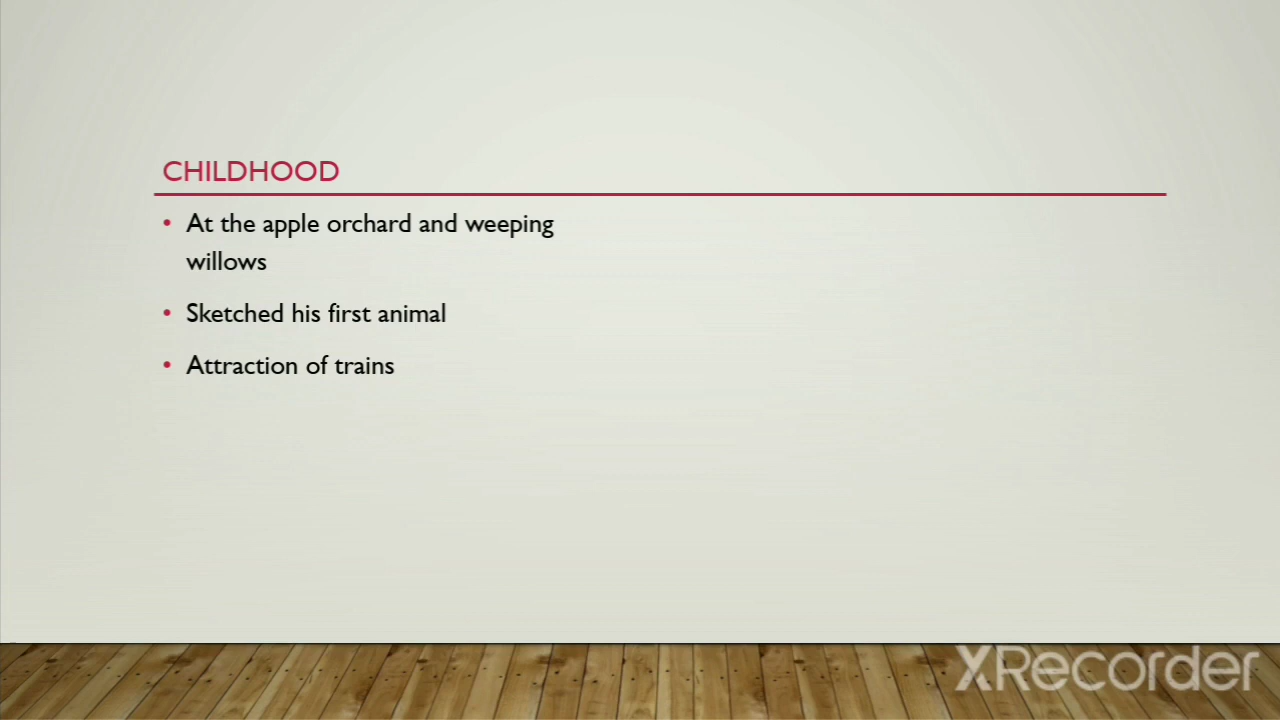 CHILDHOOD
• At the apple orchard and weeping
willows
• Sketched his first animal
• Attraction of trains
XRecorder